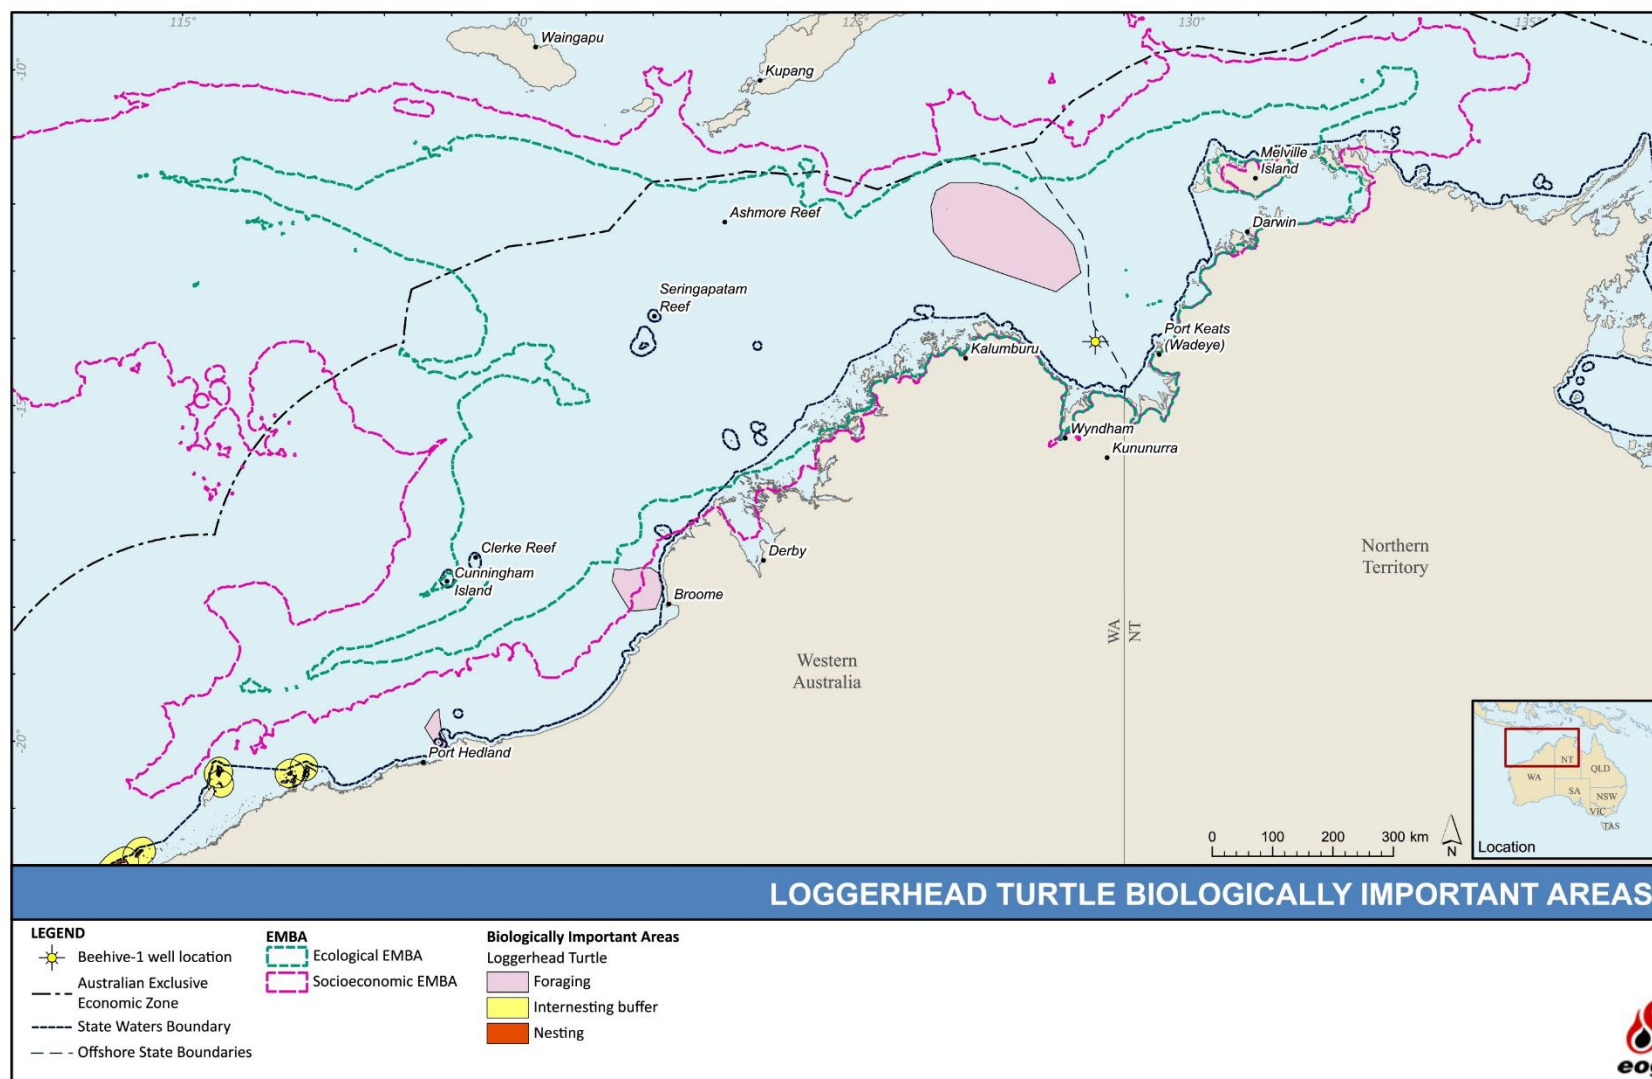 115°
120°
125°
130°
135°
-10°
Waingapu
Kupang
Melville
Island
Ashmore Reef
Darwin
Seringapatam
Reef
Port Keats
(Wadeye)
Kalumburu
-15°
Wyndham
Kununurra
Clerke Reef
Cunningham
Island
Derby
Broome
Northern
Territory
WA
NT
Western
Australia
-20°
Port Hedland
0 100 200 300 km
N
WA
NT
QLD
SA
NSW
VIC
TAS
Location
LOGGERHEAD TURTLE BIOLOGICALLY IMPORTANT AREAS
LEGEND
Beehive-1 well location
Australian Exclusive
Economic Zone
State Waters Boundary
Offshore State Boundaries
EMBA
Ecological EMBA
Socioeconomic EMBA
Biologically Important Areas
Loggerhead Turtle
Foraging
Internesting buffer
Nesting